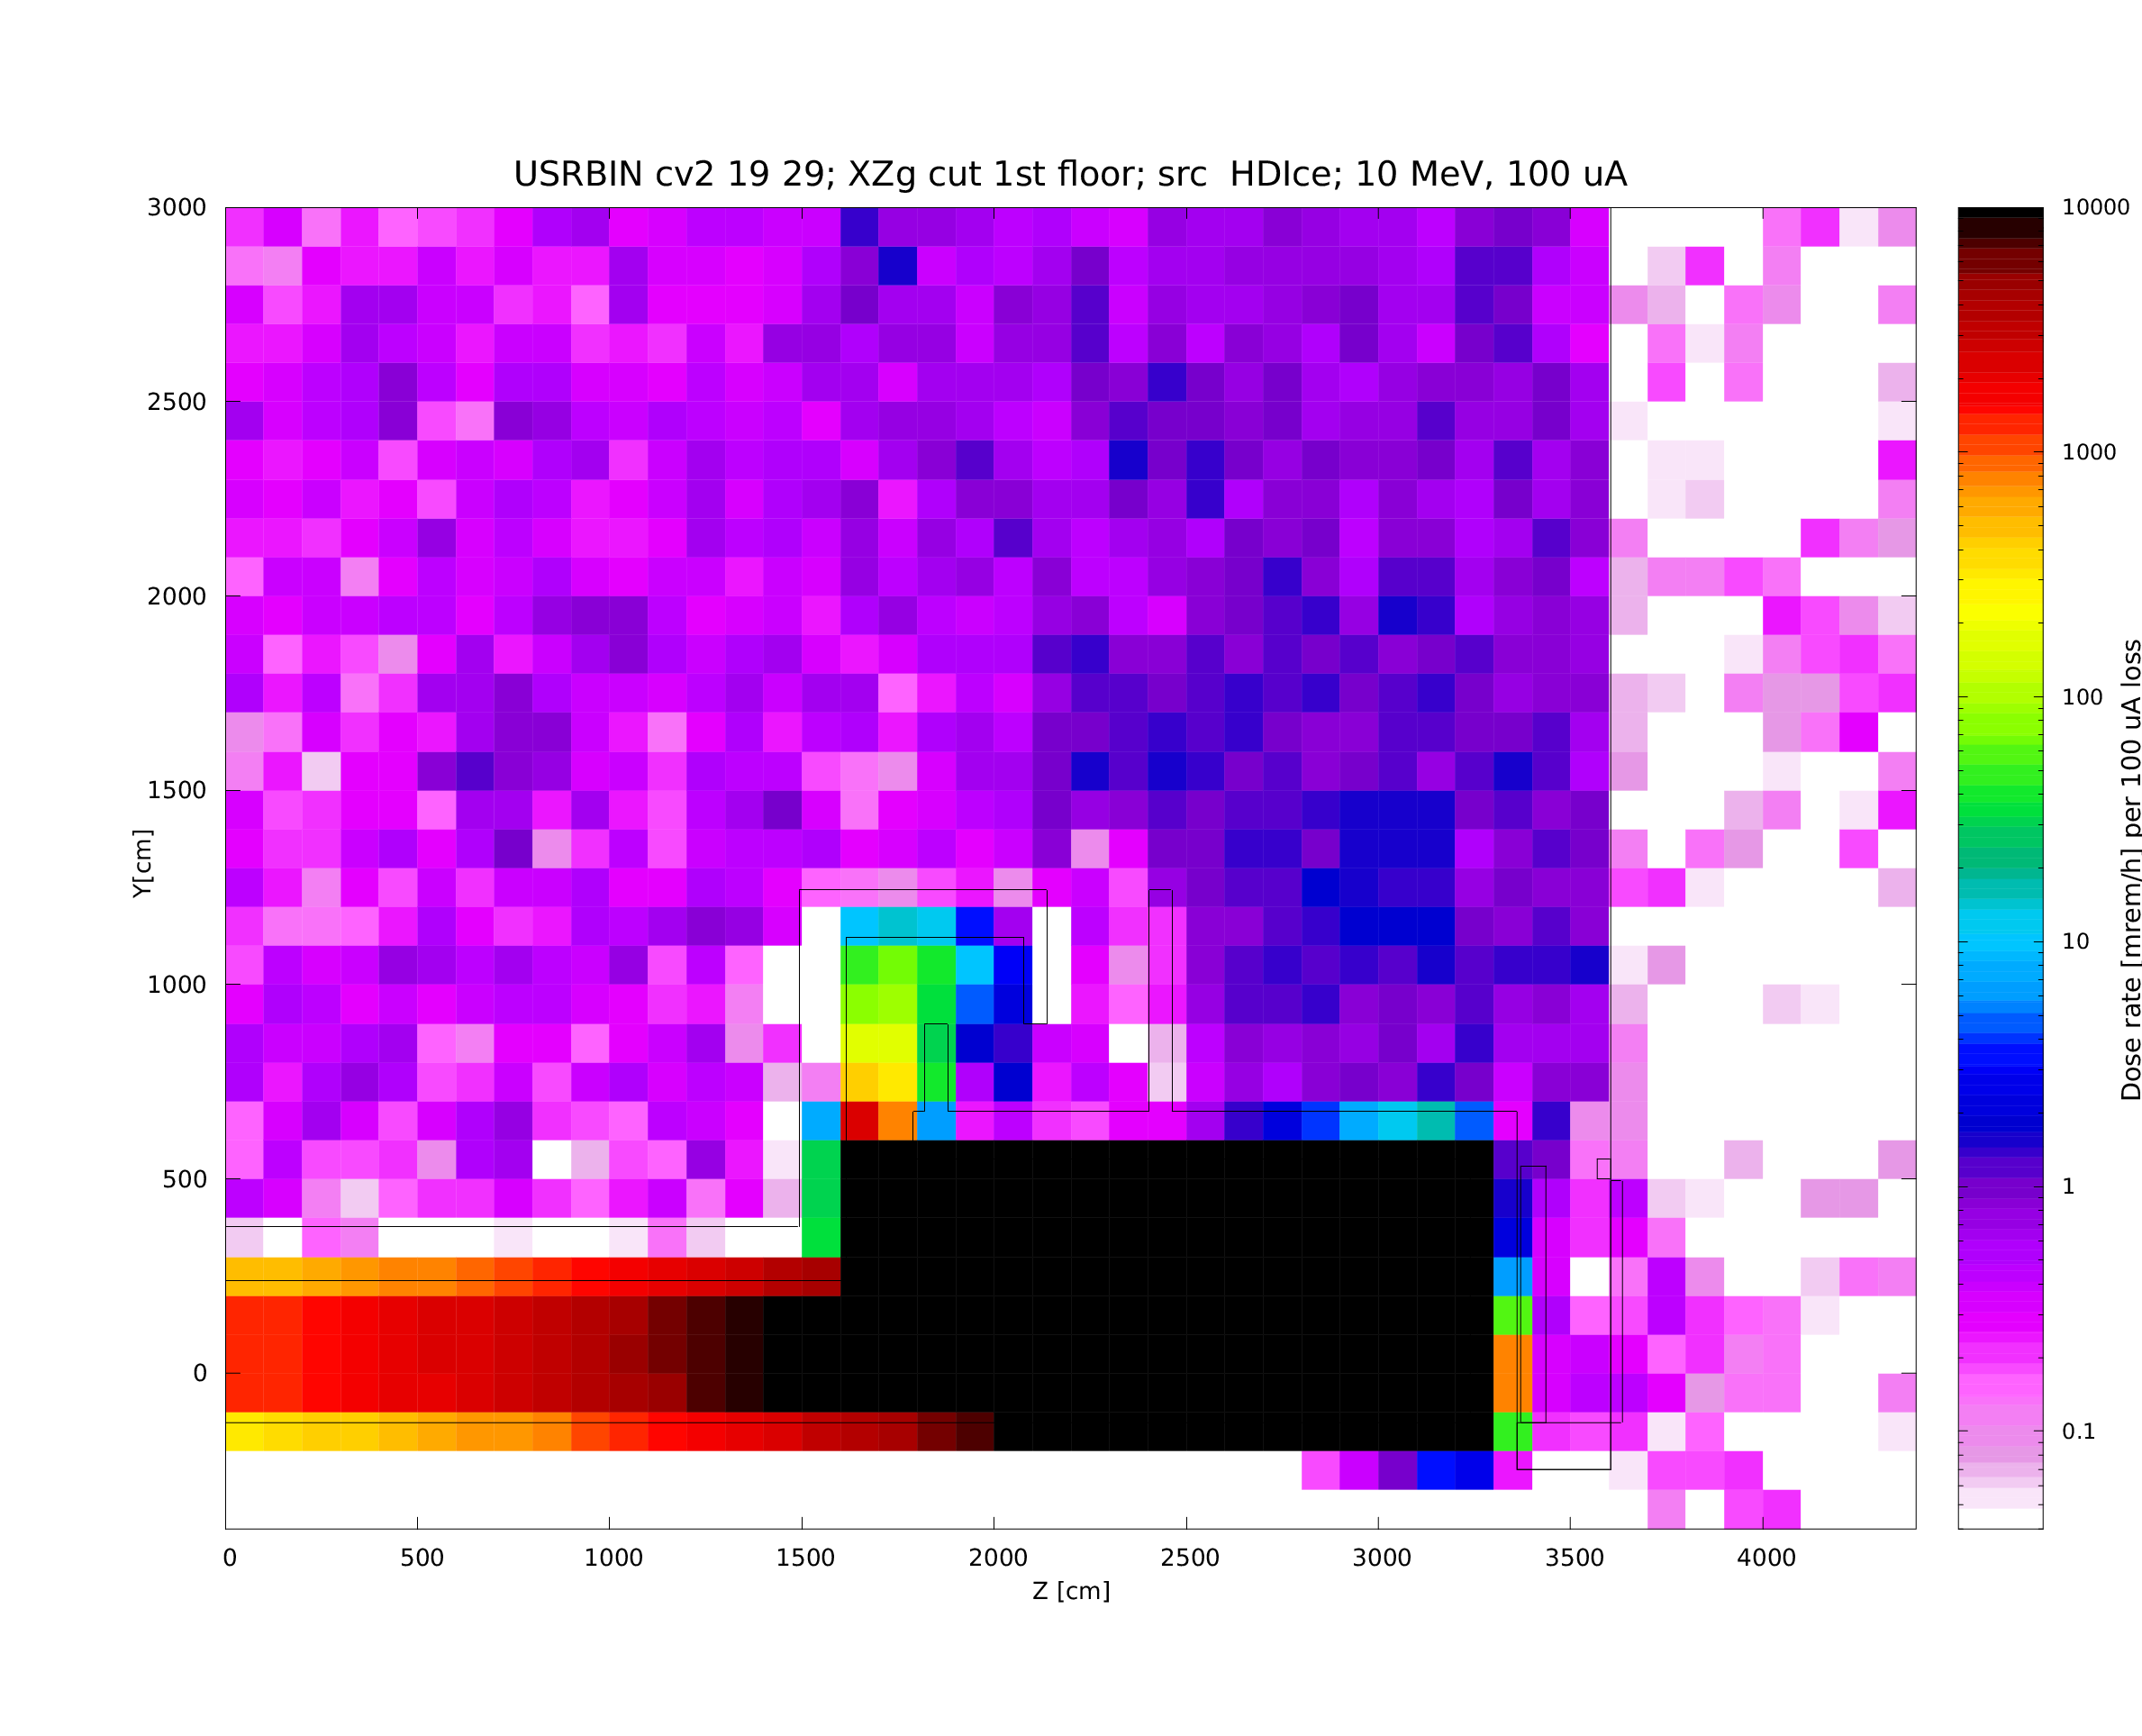 USRBIN cv2 19 29; XZg cut 1st floor; src  HDIce; 10 MeV, 100 uA
3000
2500
2000
1500
1000
500
0
Y[cm]
0 500 1000 1500 2000 2500 3000 3500 4000
Z [cm]
10000
1000
100
10
1
0.1
Dose rate [mrem/h] per 100 uA loss